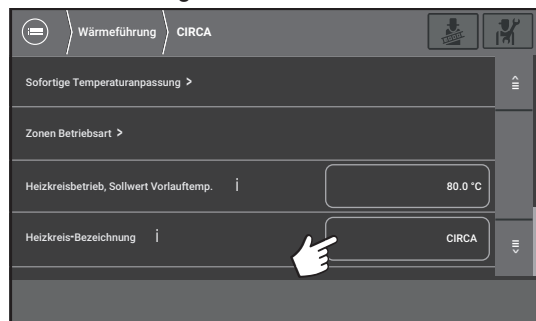 Wärmeführung CIRCA
Sofortige Temperaturanpassung >
Zonen Betriebsart >
Heizkreisbetrieb, Sollwert Vorlauftemp. i 80.0 °C
Heizkreis-Bezeichnung i CIRCA